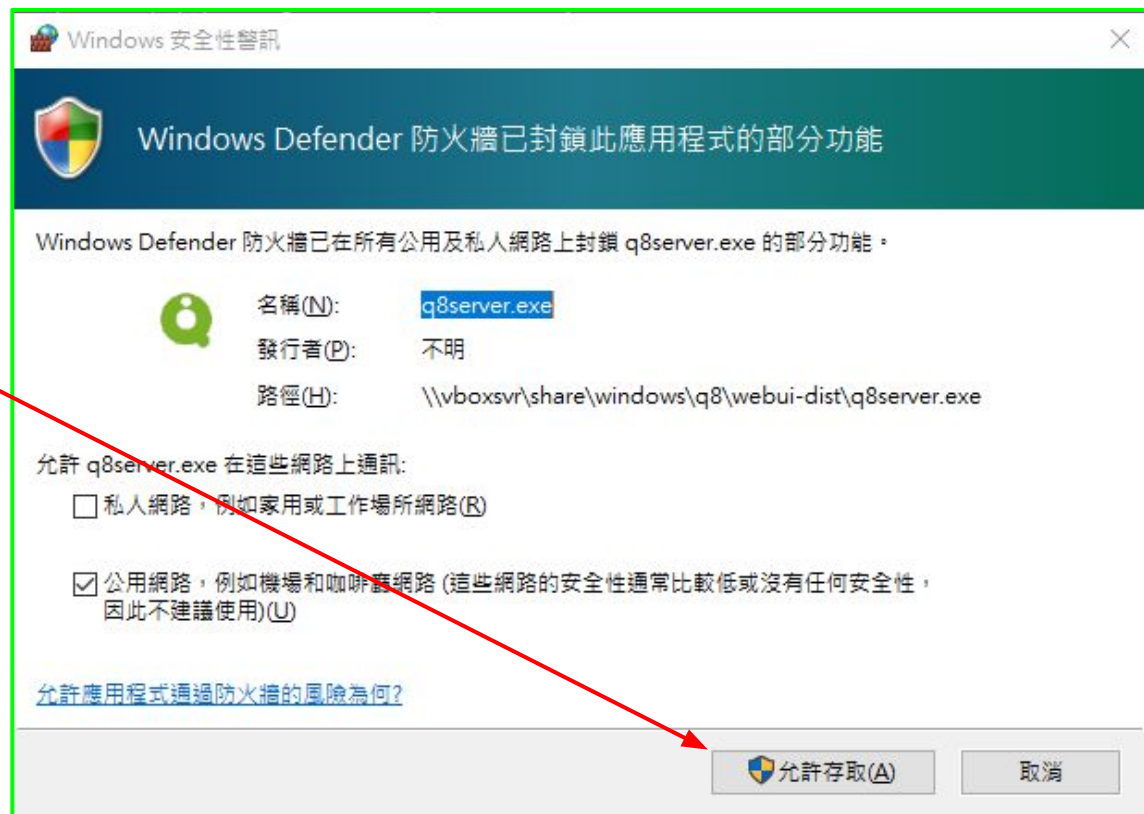 Windows 安全性警訊
Windows Defender 防火牆已封鎖此應用程式的部分功能
Windows Defender 防火牆已在所有公用及私人網路上封鎖 q8server.exe 的部分功能。
名稱(N): q8server.exe
發行者(P): 不明
路徑(H): \\vboxsvr\share\windows\q8\webui-dist\q8server.exe
允許 q8server.exe 在這些網路上通訊:
私人網路，例如家用或工作場所網路(R)
公用網路，例如機場和咖啡廳網路 (這些網路的安全性通常比較低或沒有任何安全性，
因此不建議使用)(U)
允許應用程式通過防火牆的風險為何?
允許存取(A) 取消